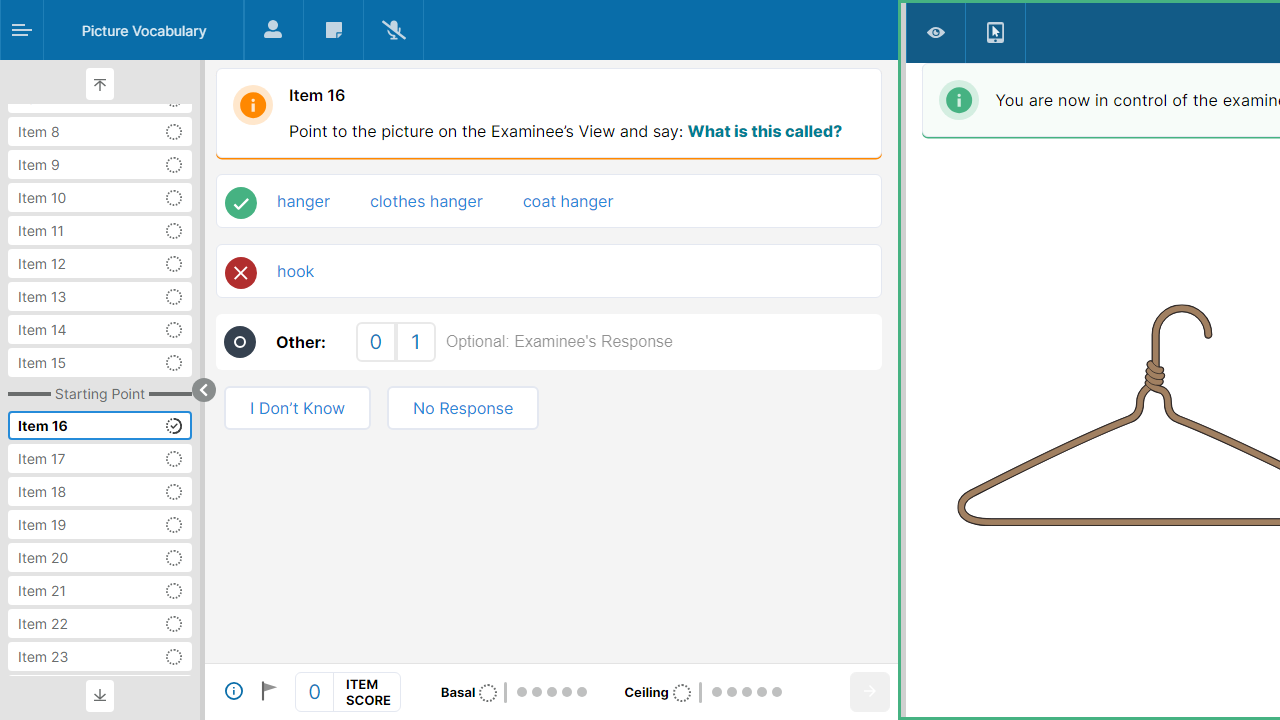 Picture Vocabulary
Item 8
Item 9
Item 10
Item 11
Item 12
Item 13
Item 14
Item 15
Starting Point
Item 16
Item 17
Item 18
Item 19
Item 20
Item 21
Item 22
Item 23
Item 16
Point to the picture on the Examinee’s View and say: What is this called?
hanger clothes hanger coat hanger
hook
Other: 0 1 Optional: Examinee's Response
I Don’t Know No Response
0 ITEM
SCORE
Basal Ceiling
You are now in control of the examin